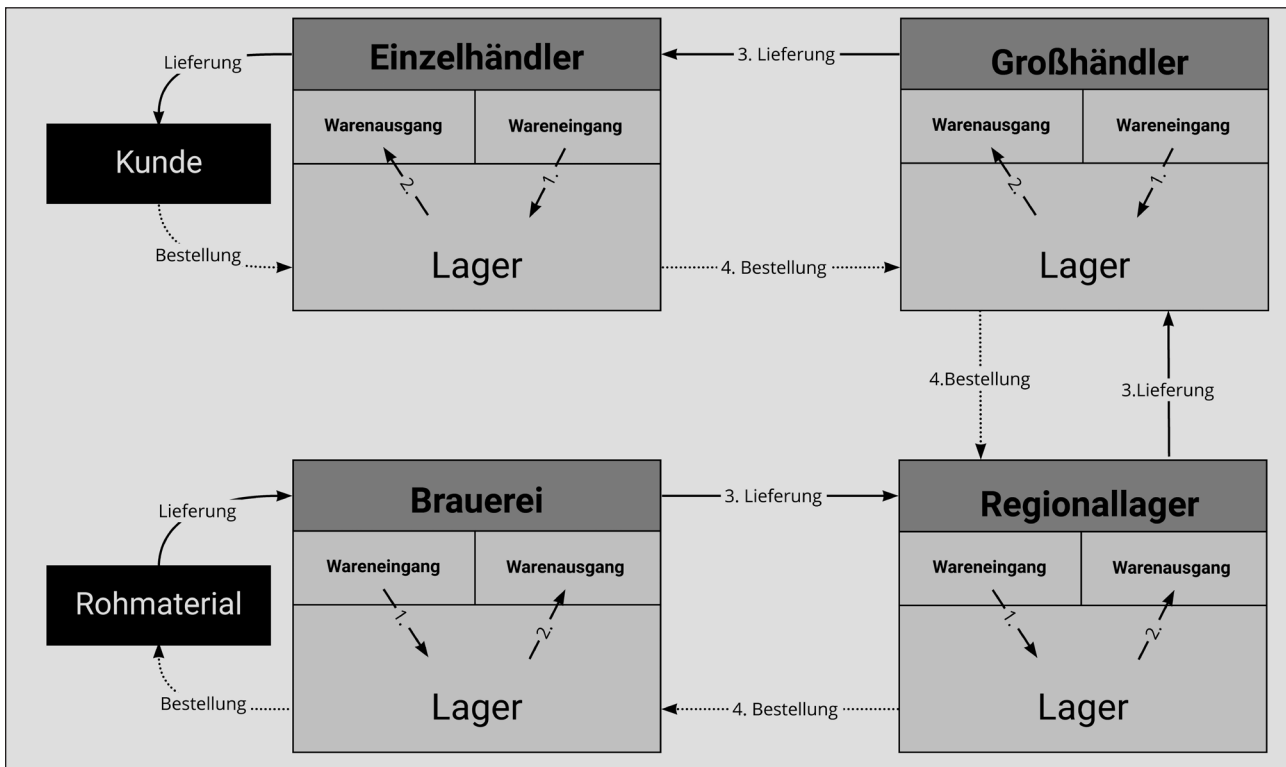 Einzelhändler
Großhändler
Lieferung
3. Lieferung
Warenausgang
Wareneingang
Warenausgang
Wareneingang
Kunde
2.
1.
2.
1.
Bestellung
Lager
4. Bestellung
Lager
4.Bestellung
3.Lieferung
Brauerei
3. Lieferung
Regionallager
Lieferung
Wareneingang
Warenausgang
Wareneingang
Warenausgang
Rohmaterial
1.
2.
1.
2.
Bestellung
Lager
4. Bestellung
Lager